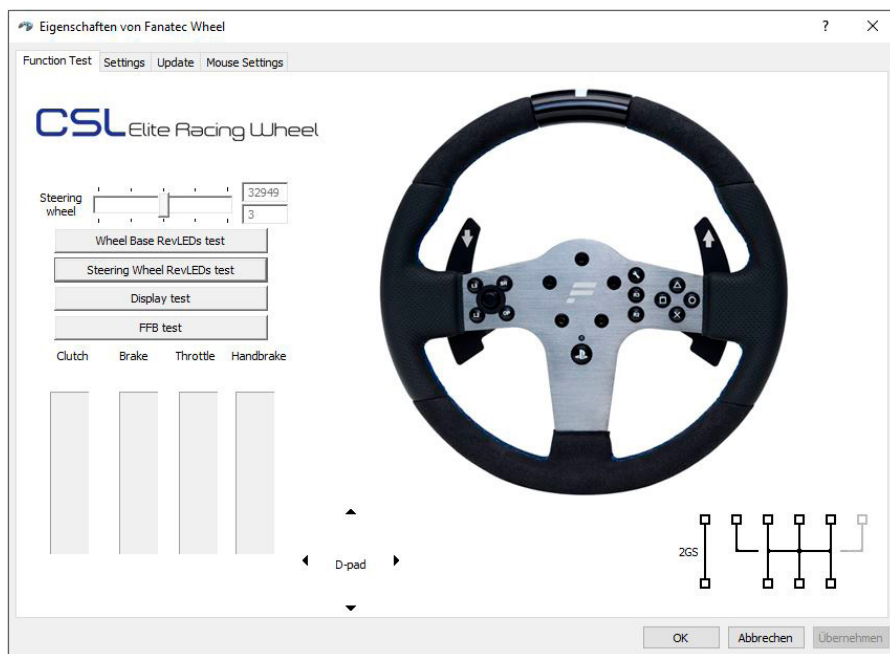 Eigenschaften von Fanatec Wheel
Function Test Settings Update Mouse Settings
CSL Elite Racing Wheel
Steering wheel
32949
3
Wheel Base RevLEDs test
Steering Wheel RevLEDs test
Display test
FFB test
Clutch Brake Throttle Handbrake
D-pad
2GS
OK Abbrechen Übernehmen